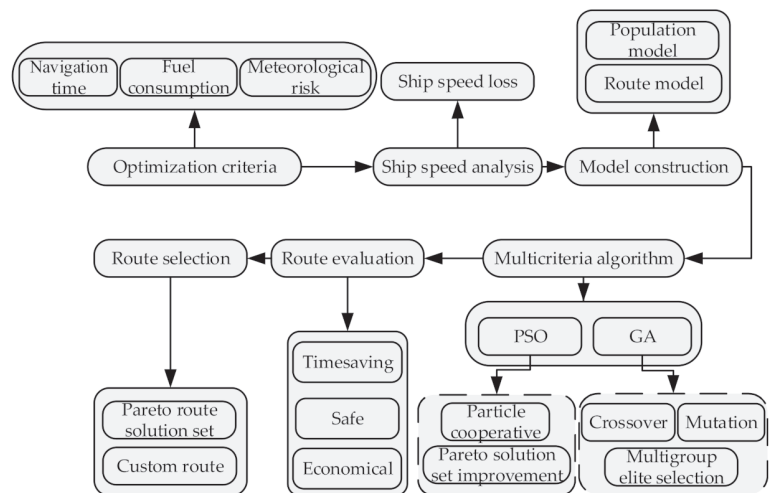 Navigation
time
Fuel
consumption
Meteorological
risk
Ship speed loss
Population
model
Route model
Optimization criteria
Ship speed analysis
Model construction
Route selection
Route evaluation
Multicriteria algorithm
PSO
GA
Timesaving
Safe
Economical
Pareto route
solution set
Custom route
Particle
cooperative
Pareto solution
set improvement
Crossover
Mutation
Multigroup
elite selection